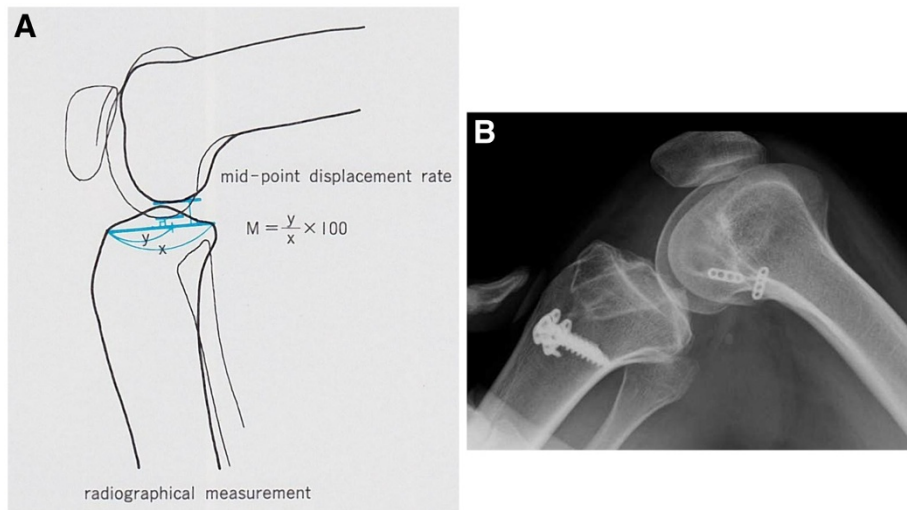 A
B
mid-point displacement rate
M = y/x × 100
y
x
radiographical measurement